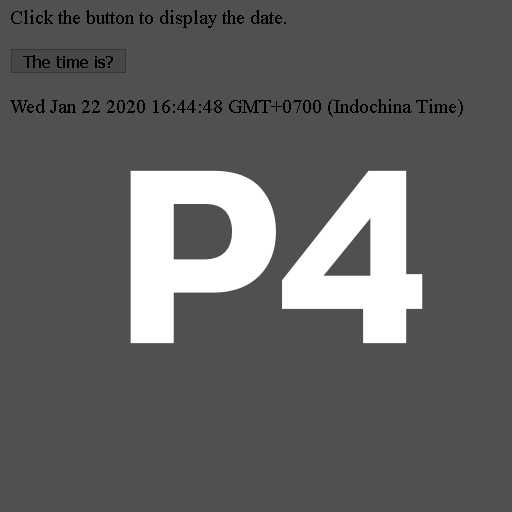 Click the button to display the date.
The time is?
Wed Jan 22 2020 16:44:48 GMT+0700 (Indochina Time)
P4